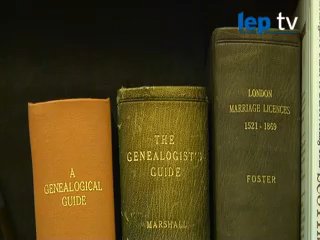 lep tv
A
GENEALOGICAL
GUIDE
THE
GENEALOGIST'S
GUIDE
MARSHALL
LONDON
MARRIAGE LICENCES
1521-1869
FOSTER